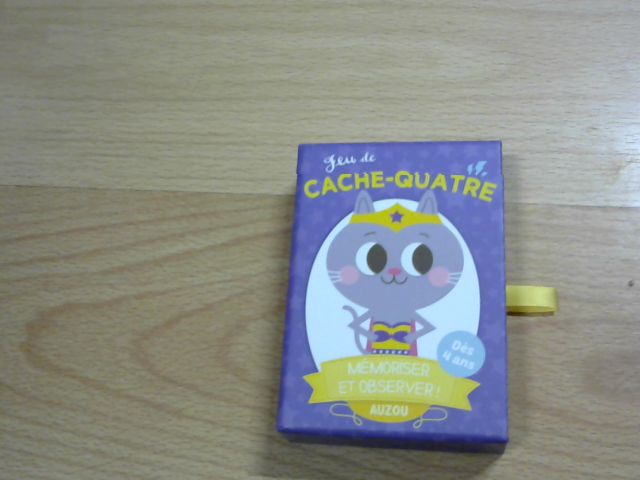 Jeu de
CACHE-QUATRE
Dès
4 ans
MÉMORISER
ET OBSERVER !
AUZOU